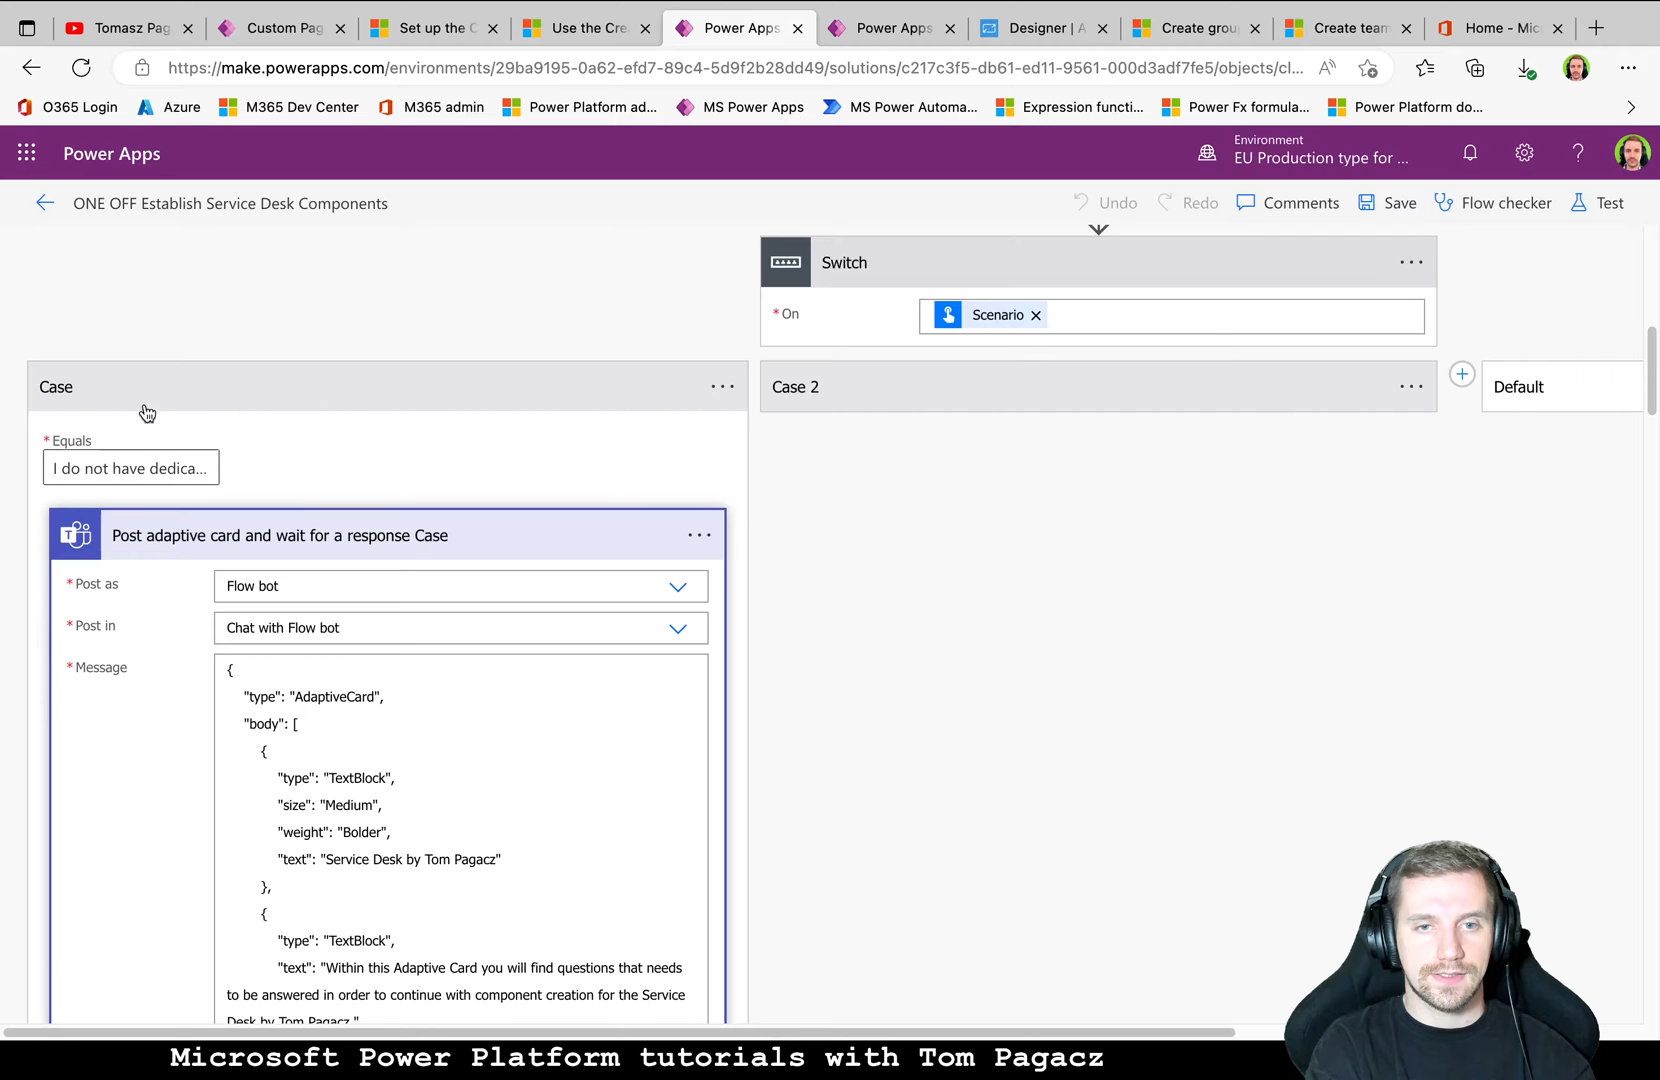 Tomasz Pag
Custom Pag
Set up the C
Use the Cre
Power Apps
Power Apps
Designer | A
Create grou
Create team
Home - Mic
https://make.powerapps.com/environments/29ba9195-0a62-efd7-89c4-5d9f2b28dd49/solutions/c217c3f5-db61-ed11-9561-000d3adf7fe5/objects/cl...
O365 Login
Azure
M365 Dev Center
M365 admin
Power Platform ad...
MS Power Apps
MS Power Automa...
Expression functi...
Power Fx formula...
Power Platform do...
Power Apps
Environment
EU Production type for ...
ONE OFF Establish Service Desk Components
Undo
Redo
Comments
Save
Flow checker
Test
Switch
* On
Scenario
Case
Case 2
Default
* Equals
I do not have dedica...
Post adaptive card and wait for a response Case
* Post as
Flow bot
* Post in
Chat with Flow bot
* Message
{
"type": "AdaptiveCard",
"body": [
{
"type": "TextBlock",
"size": "Medium",
"weight": "Bolder",
"text": "Service Desk by Tom Pagacz"
},
{
"type": "TextBlock",
"text": "Within this Adaptive Card you will find questions that needs
to be answered in order to continue with component creation for the Service
Desk by Tom Pagacz."
Microsoft Power Platform tutorials with Tom Pagacz